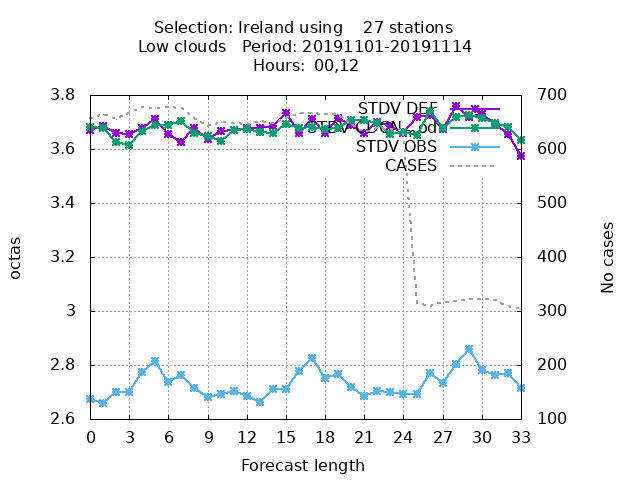 Selection: Ireland using 27 stations
Low clouds Period: 20191101-20191114
Hours: 00,12
3.8
3.6
3.4
3.2
3
2.8
2.6
700
600
500
400
300
200
100
octas
No cases
STDV DEF
STDV
STDV OBS
CASES
0 3 6 9 12 15 18 21 24 27 30 33
Forecast length